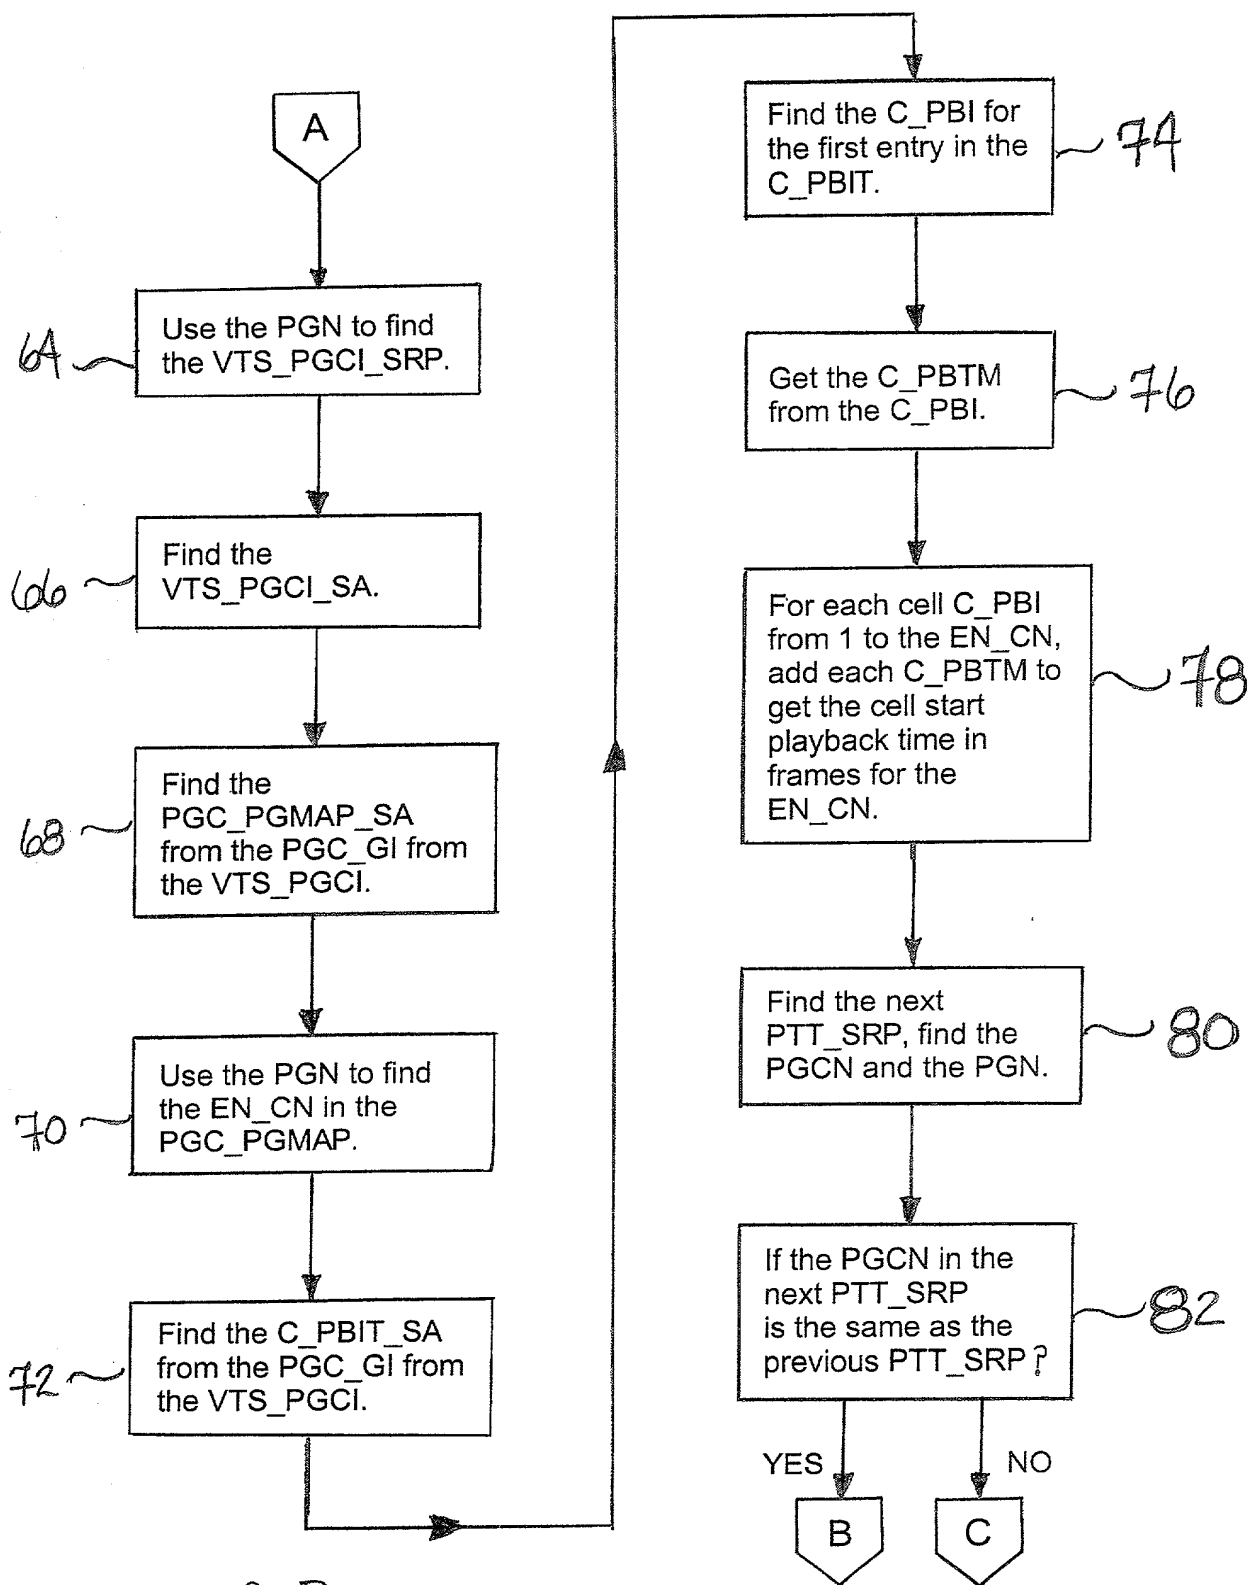 A
Use the PGN to find
the VTS_PGCI_SRP.
64
Find the
VTS_PGCI_SA.
66
Find the
PGC_PGMAP_SA
from the PGC_GI from
the VTS_PGCI.
68
Use the PGN to find
the EN_CN in the
PGC_PGMAP.
70
Find the C_PBIT_SA
from the PGC_GI from
the VTS_PGCI.
72
Find the C_PBI for
the first entry in the
C_PBIT.
74
Get the C_PBTM
from the C_PBI.
76
For each cell C_PBI
from 1 to the EN_CN,
add each C_PBTM to
get the cell start
playback time in
frames for the
EN_CN.
78
Find the next
PTT_SRP, find the
PGCN and the PGN.
80
If the PGCN in the
next PTT_SRP
is the same as the
previous PTT_SRP?
82
YES
NO
B
C